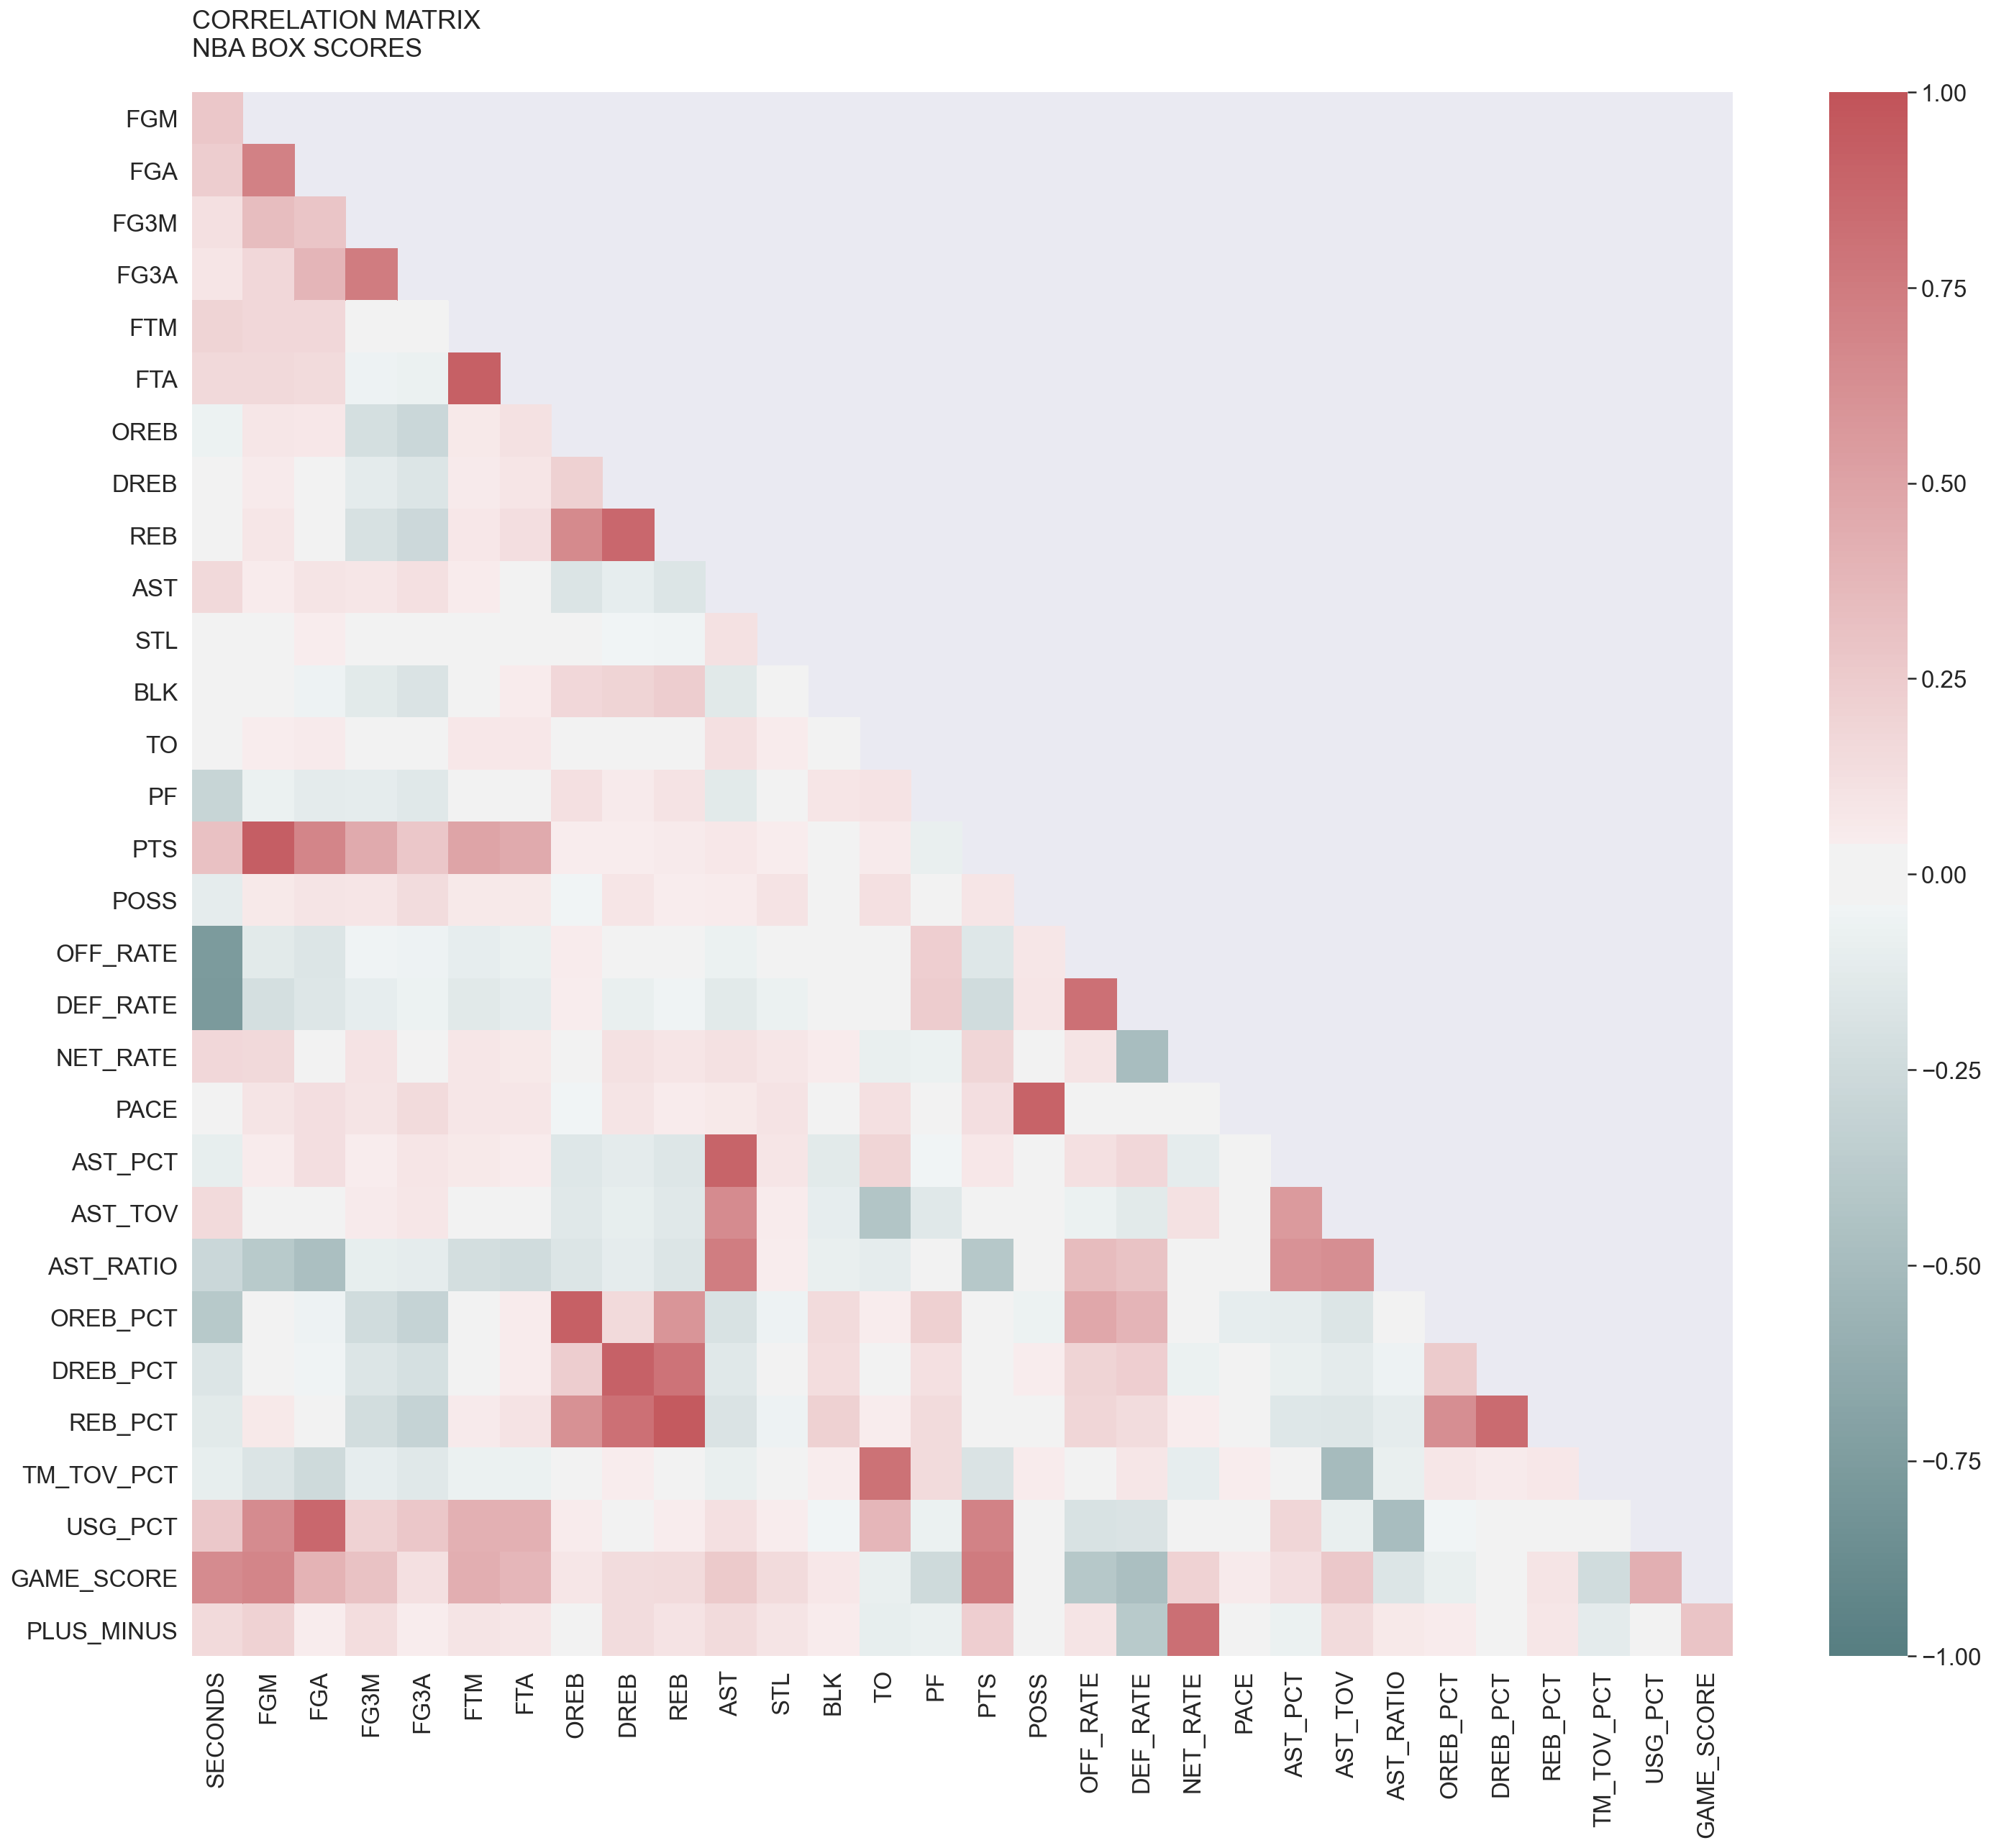 CORRELATION MATRIX
NBA BOX SCORES
FGM
FGA
FG3M
FG3A
FTM
FTA
OREB
DREB
REB
AST
STL
BLK
TO
PF
PTS
POSS
OFF_RATE
DEF_RATE
NET_RATE
PACE
AST_PCT
AST_TOV
AST_RATIO
OREB_PCT
DREB_PCT
REB_PCT
TM_TOV_PCT
USG_PCT
GAME_SCORE
PLUS_MINUS
SECONDS
FGM
FGA
FG3M
FG3A
FTM
FTA
OREB
DREB
REB
AST
STL
BLK
TO
PF
PTS
POSS
OFF_RATE
DEF_RATE
NET_RATE
PACE
AST_PCT
AST_TOV
AST_RATIO
OREB_PCT
DREB_PCT
REB_PCT
TM_TOV_PCT
USG_PCT
GAME_SCORE
1.00
0.75
0.50
0.25
0.00
−0.25
−0.50
−0.75
−1.00